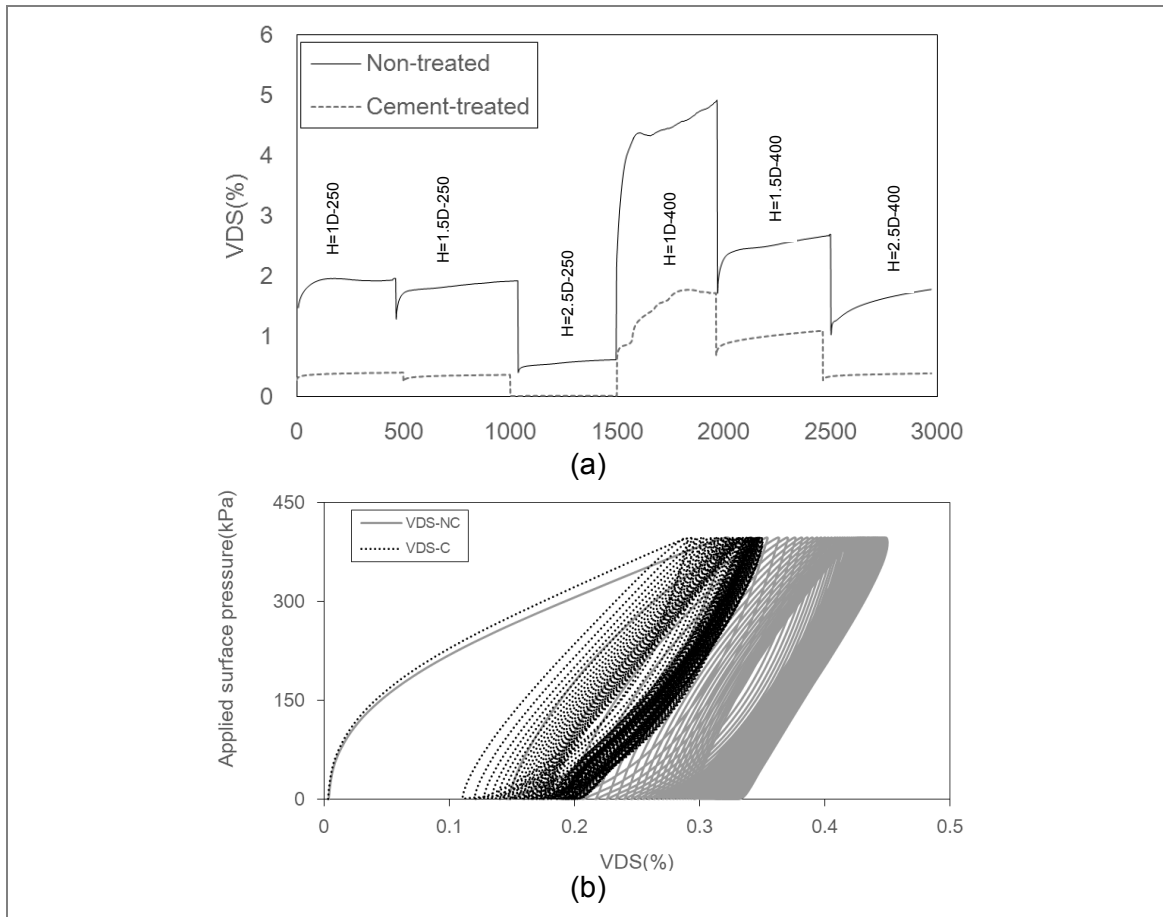 6
5
4
3
2
1
0
VDS(%)
Non-treated
Cement-treated
H=1D-250
H=1.5D-250
H=2.5D-250
H=1D-400
H=1.5D-400
H=2.5D-400
0 500 1000 1500 2000 2500 3000
(a)
Applied surface pressure(kPa)
450
300
150
0
VDS-NC
VDS-C
0 0.1 0.2 0.3 0.4 0.5
VDS(%)
(b)